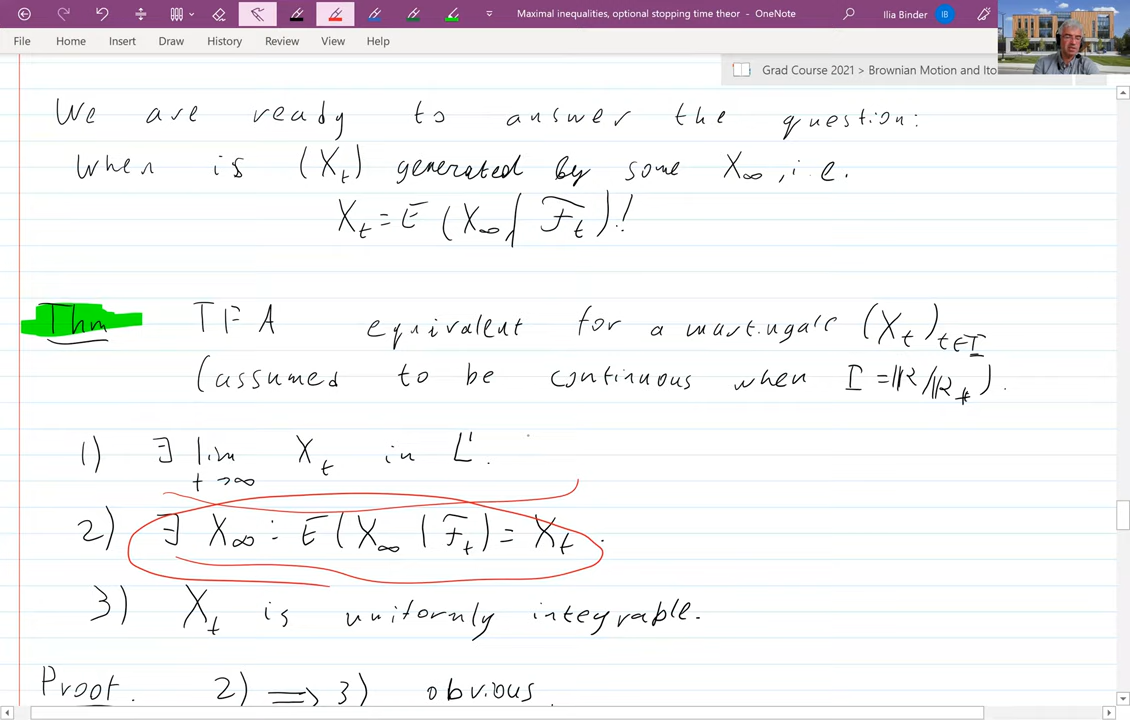 Maximal inequalities, optional stopping time theor - OneNote
Ilia Binder IB
File Home Insert Draw History Review View Help
Grad Course 2021 > Brownian Motion and Ito
We are ready to answer the question:
When is (X_t) generated by some X_∞, i.e.
X_t = E (X_∞ | F_t)!
Thm TFA equivalent for a martingale (X_t)_{t∈I}
(assumed to be continuous when I = ℝ/ℝ_+).
1) ∃ lim_{t→∞} X_t in L¹.
2) ∃ X_∞ : E(X_∞ | F_t) = X_t.
3) X_t is uniformly integrable.
Proof. 2) ⟹ 3) obvious.